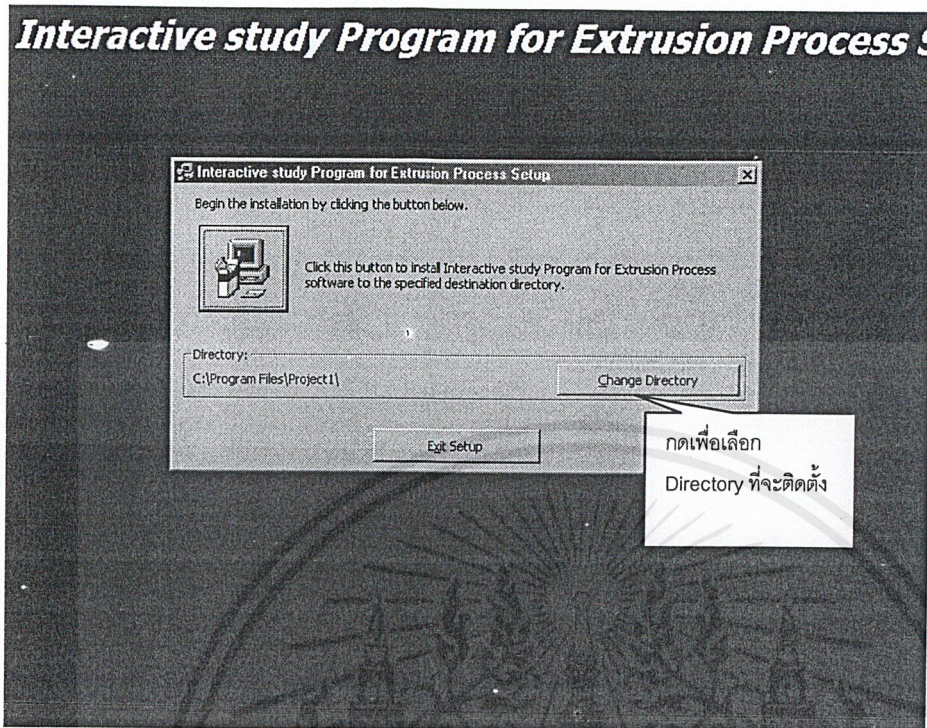 Interactive study Program for Extrusion Process S
Interactive study Program for Extrusion Process Setup
Begin the installation by clicking the button below.
Click this button to install Interactive study Program for Extrusion Process
software to the specified destination directory.
Directory:
C:\Program Files\Project1\
Change Directory
Exit Setup
กดเพื่อเลือก
Directory ที่จะติดตั้ง